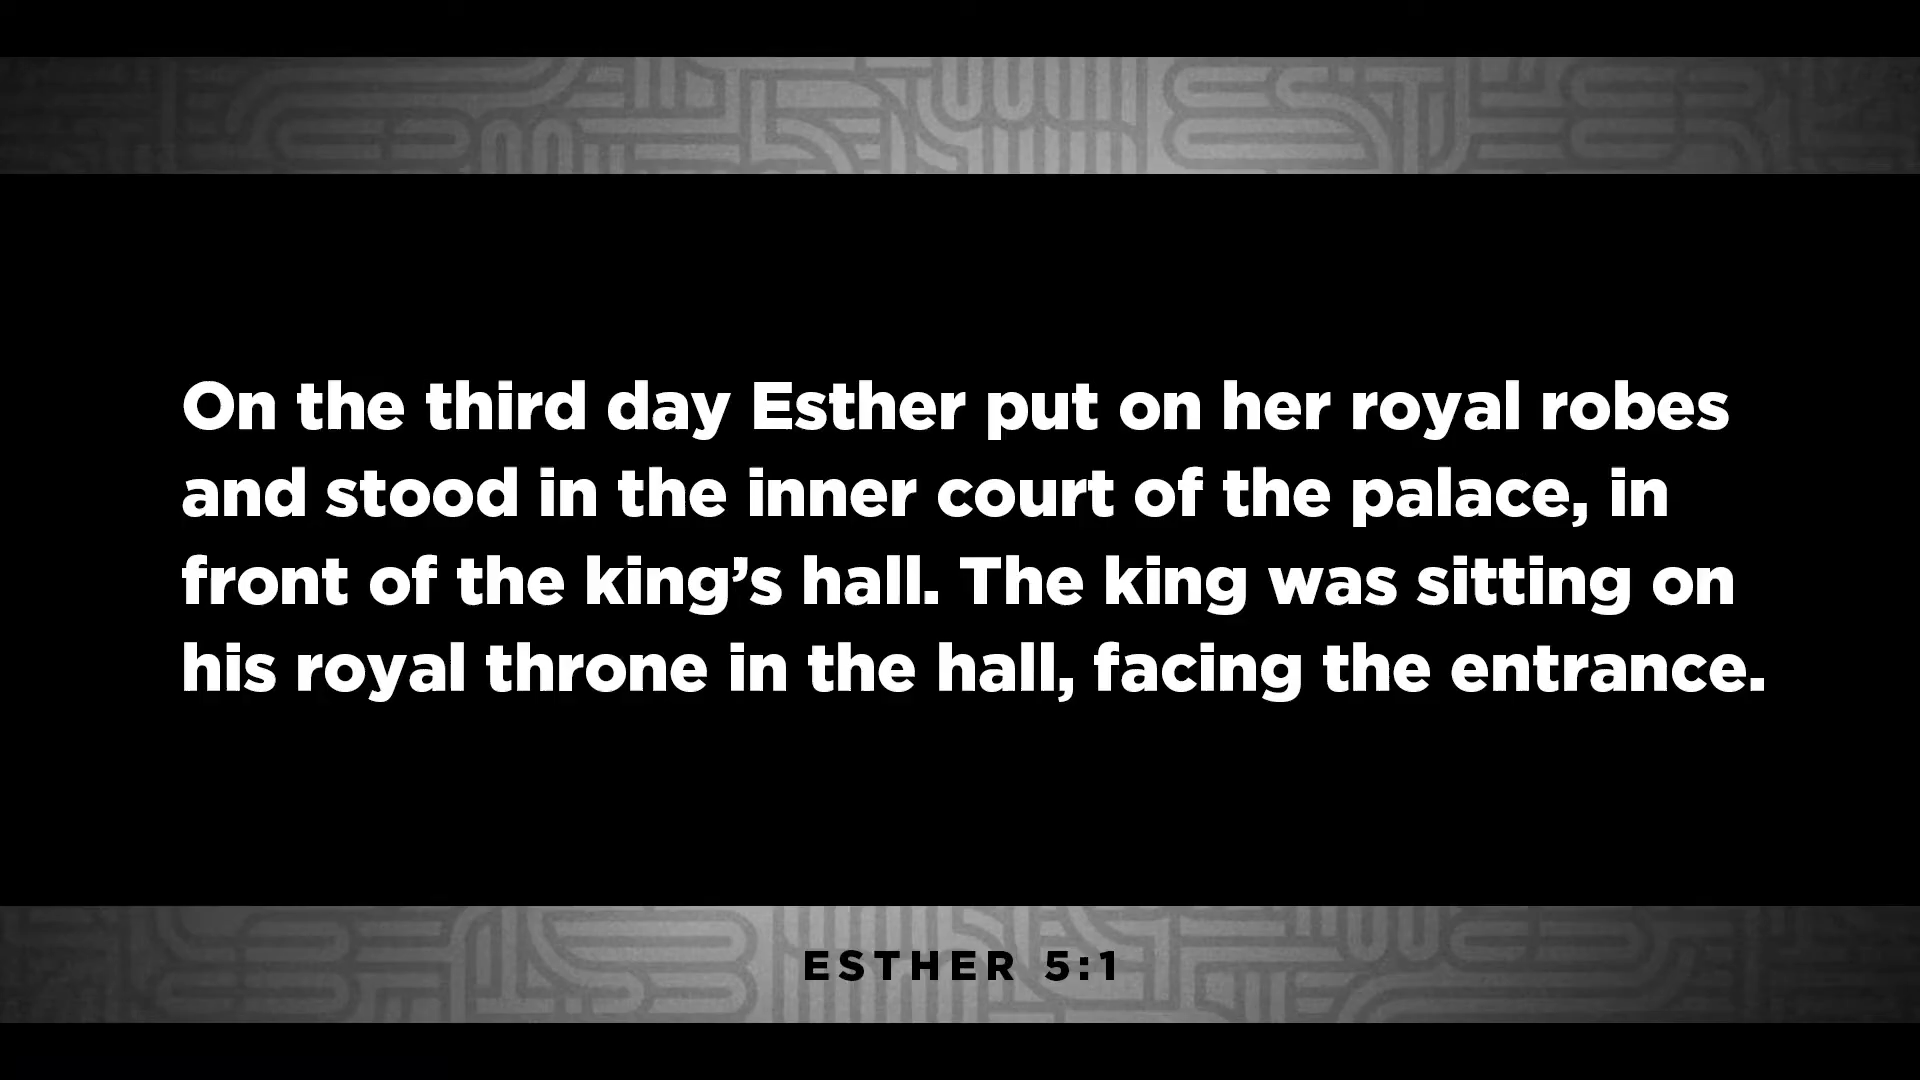 On the third day Esther put on her royal robes
and stood in the inner court of the palace, in
front of the king’s hall. The king was sitting on
his royal throne in the hall, facing the entrance.
ESTHER 5:1